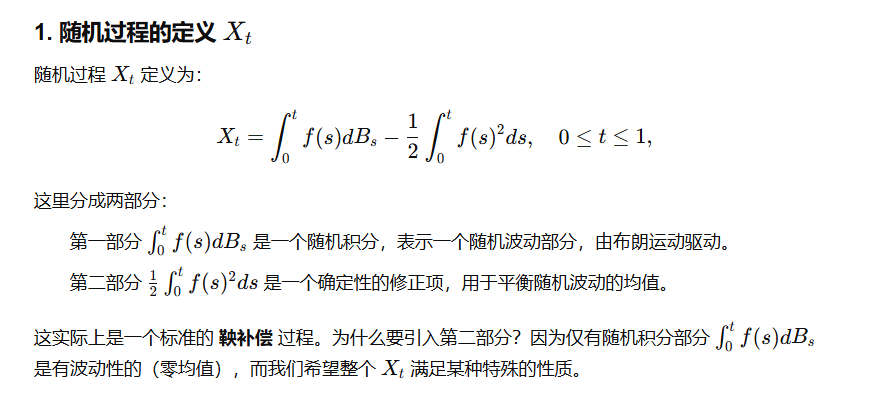 1. 随机过程的定义 $X_t$
随机过程 $X_t$ 定义为：
$X_t = \int_0^t f(s)dB_s - \frac{1}{2}\int_0^t f(s)^2 ds, \quad 0 \leq t \leq 1,$
这里分成两部分：
第一部分 $\int_0^t f(s)dB_s$ 是一个随机积分，表示一个随机波动部分，由布朗运动驱动。
第二部分 $\frac{1}{2}\int_0^t f(s)^2 ds$ 是一个确定性的修正项，用于平衡随机波动的均值。
这实际上是一个标准的 鞅补偿 过程。为什么要引入第二部分？因为仅有随机积分部分 $\int_0^t f(s)dB_s$
是有波动性的（零均值），而我们希望整个 $X_t$ 满足某种特殊的性质。